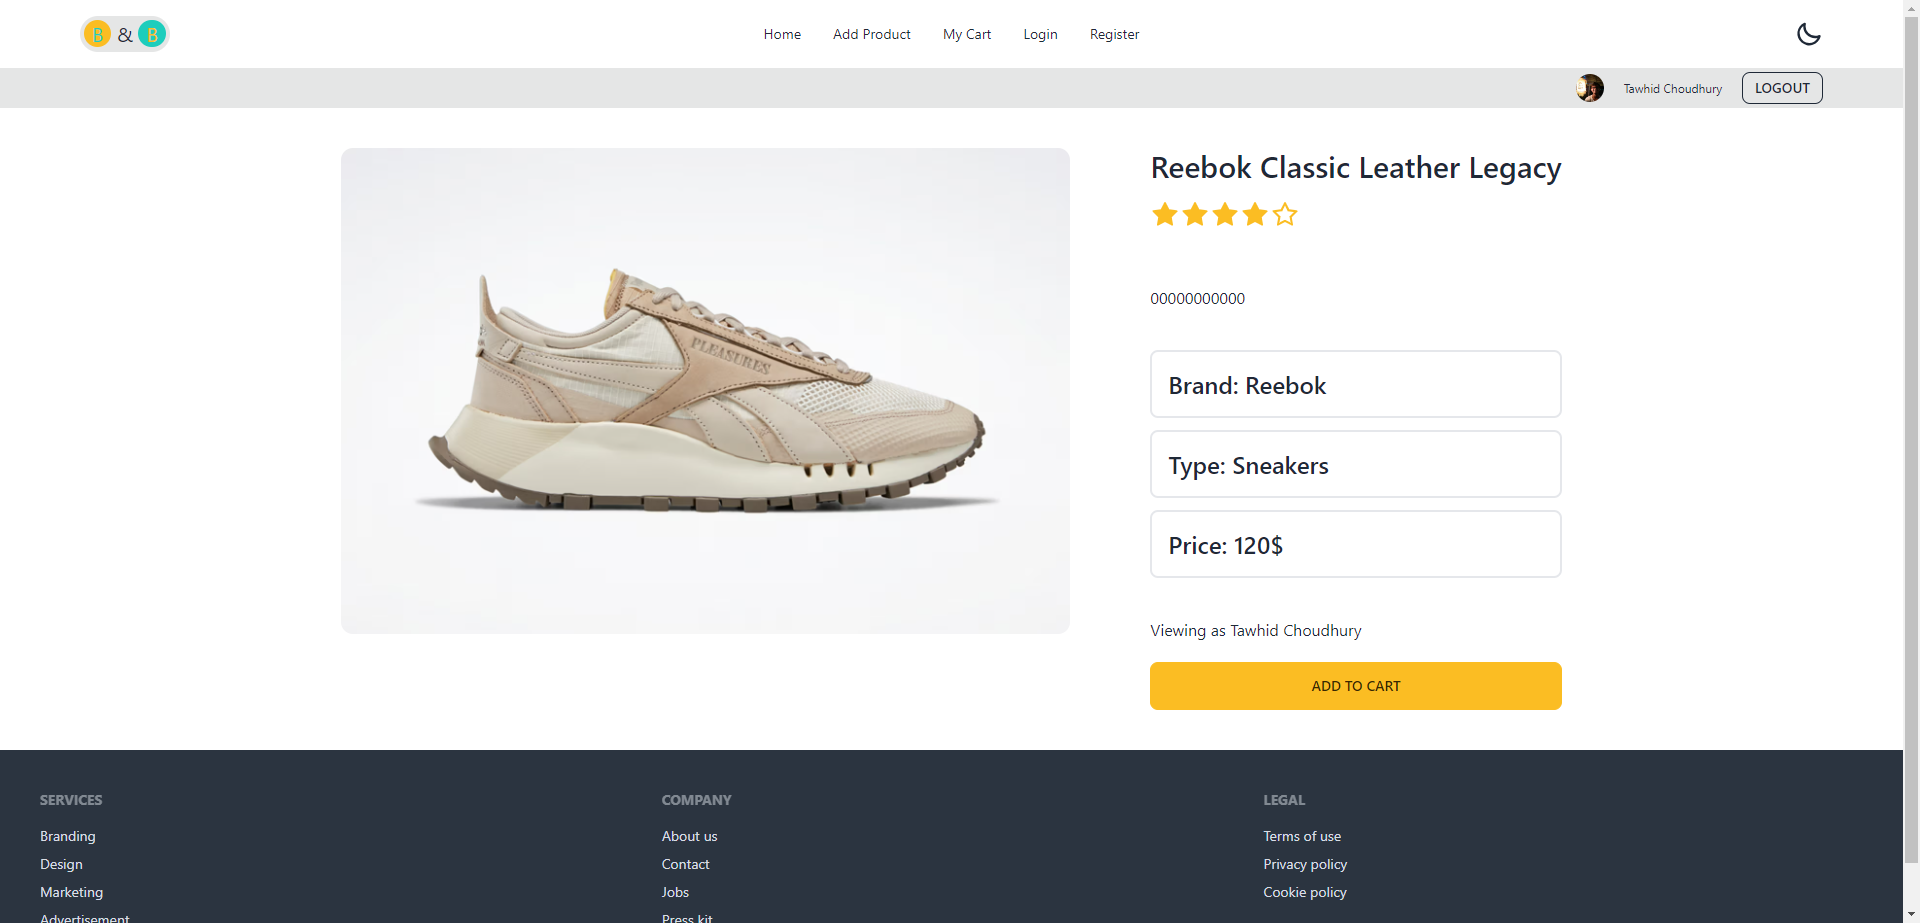 B & B
Home Add Product My Cart Login Register
Tawhid Choudhury LOGOUT
Reebok Classic Leather Legacy
PLEASURES
00000000000
Brand: Reebok
Type: Sneakers
Price: 120$
Viewing as Tawhid Choudhury
ADD TO CART
SERVICES
Branding
Design
Marketing
Advertisement
COMPANY
About us
Contact
Jobs
Press kit
LEGAL
Terms of use
Privacy policy
Cookie policy